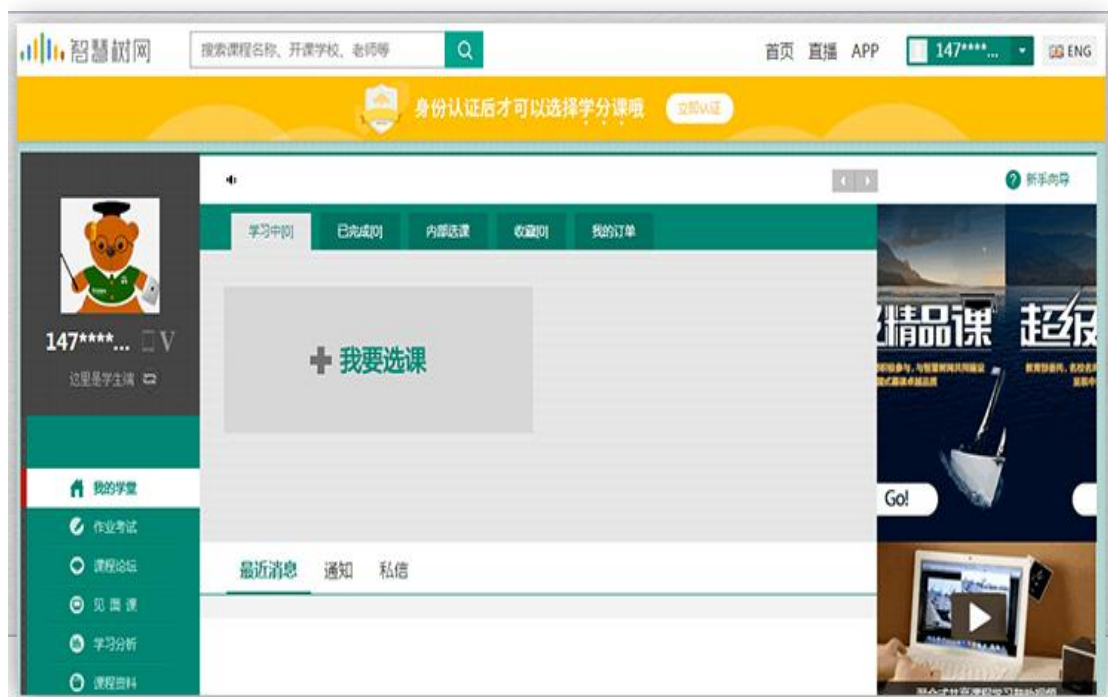 智慧树网
搜索课程名称、开课学校、老师等
首页 直播 APP
147****...
ENG
身份认证后才可以选择学分课哦
立即认证
新手向导
学习中[0] 已完成[0] 内部选课 收藏[0] 我的订单
147****... V
这里是学生端
我要选课
精品课
超级
Go!
我的学堂
作业考试
课程论坛
见面课
学习分析
课程资料
最近消息 通知 私信